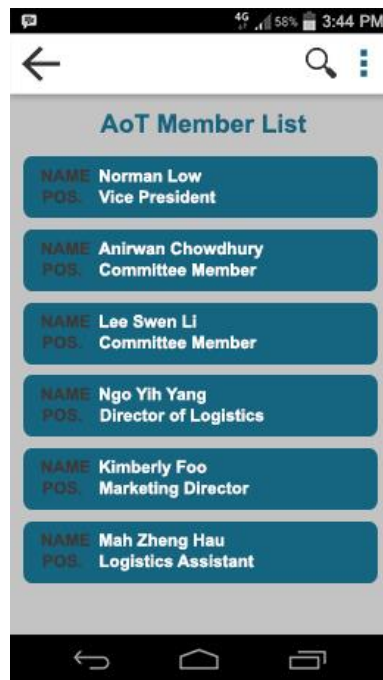 4G 58% 3:44 PM
AoT Member List
NAME Norman Low
POS. Vice President
NAME Anirwan Chowdhury
POS. Committee Member
NAME Lee Swen Li
POS. Committee Member
NAME Ngo Yih Yang
POS. Director of Logistics
NAME Kimberly Foo
POS. Marketing Director
NAME Mah Zheng Hau
POS. Logistics Assistant